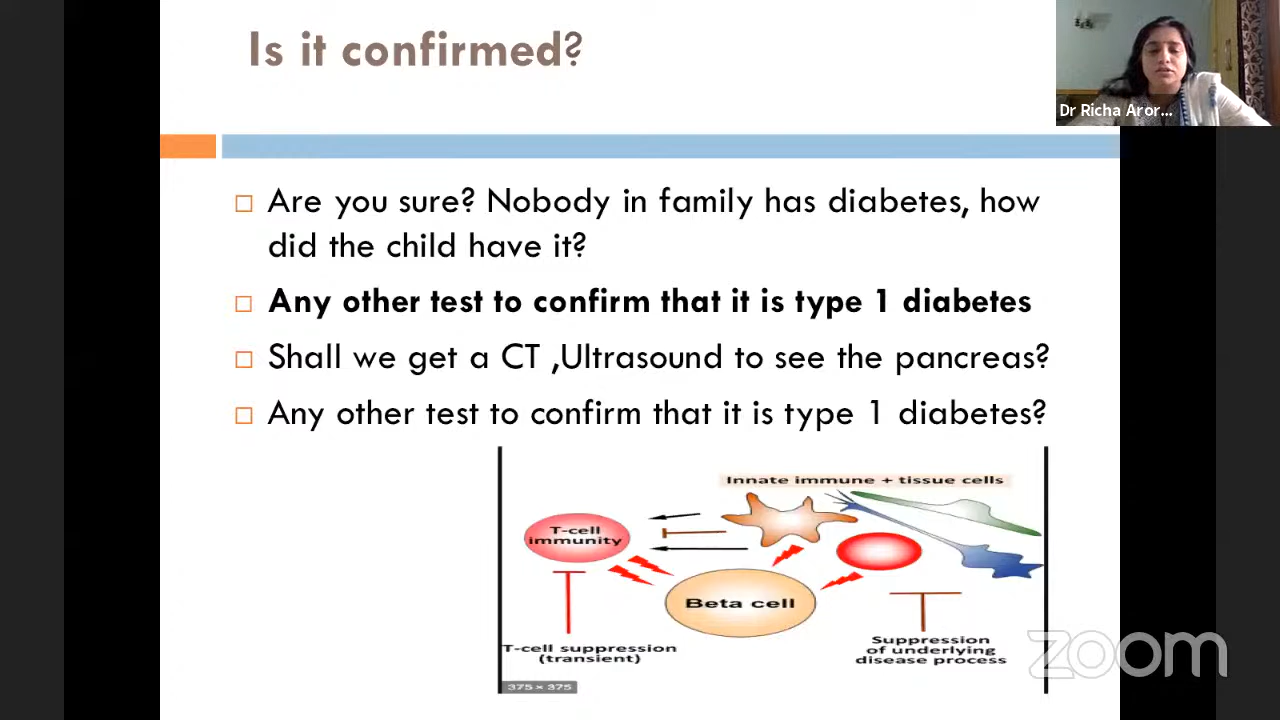 Is it confirmed?
Dr Richa Aror...
Are you sure? Nobody in family has diabetes, how
did the child have it?
Any other test to confirm that it is type 1 diabetes
Shall we get a CT ,Ultrasound to see the pancreas?
Any other test to confirm that it is type 1 diabetes?
Innate immune + tissue cells
T-cell
immunity
Beta cell
T-cell suppression
(transient)
Suppression
of underlying
disease process
375 × 375
zoom